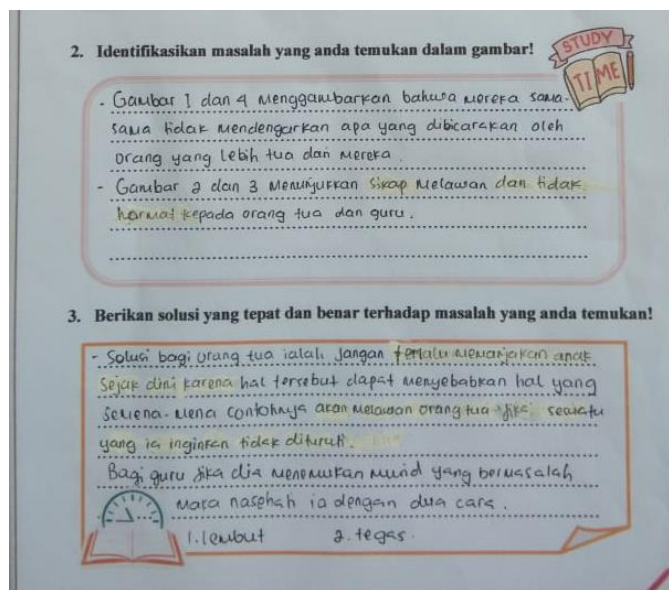 2. Identifikasikan masalah yang anda temukan dalam gambar!
STUDY
TIME
- Gambar 1 dan 4 Menggambarkan bahwa mereka sama-
sama tidak mendengarkan apa yang dibicarakan oleh
orang yang lebih tua dari mereka.
- Gambar 2 dan 3 Menunjukkan sikap melawan dan tidak
hormat kepada orang tua dan guru.
3. Berikan solusi yang tepat dan benar terhadap masalah yang anda temukan!
- Solusi bagi orang tua ialah jangan terlalu memanjakan anak
sejak dini karena hal tersebut dapat menyebabkan hal yang
semena-mena contohnya akan melawan orang tua jika sesuatu
yang ia inginkan tidak dituruti.
Bagi guru jika dia menemukan murid yang bermasalah
maka nasehah ia dengan dua cara.
1. lembut 2. tegas.